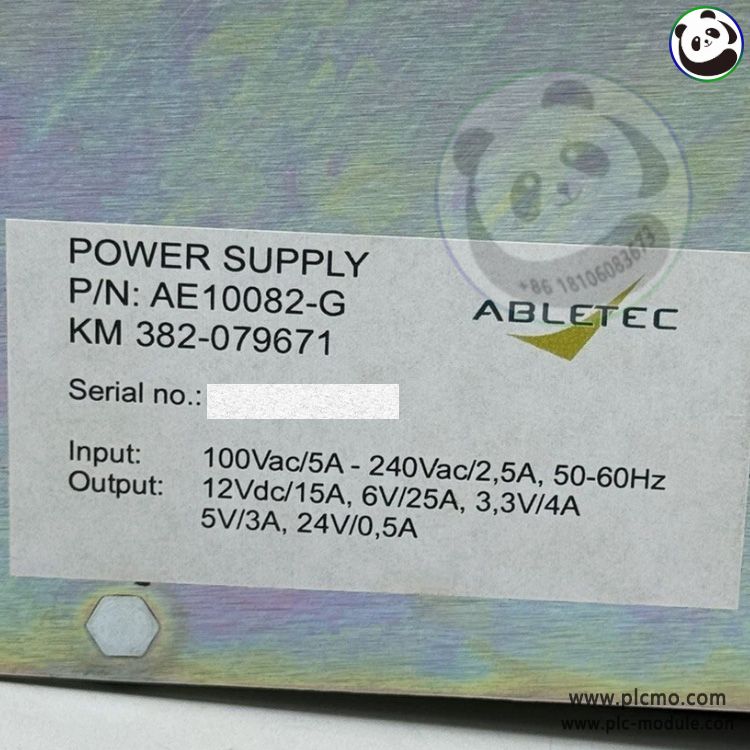 POWER SUPPLY
P/N: AE10082-G
KM 382-079671
ABLETEC
+86 18106083673
Serial no.:
Input: 100Vac/5A - 240Vac/2,5A, 50-60Hz
Output: 12Vdc/15A, 6V/25A, 3,3V/4A
5V/3A, 24V/0,5A
www.plcmo.com
www.plc-module.com